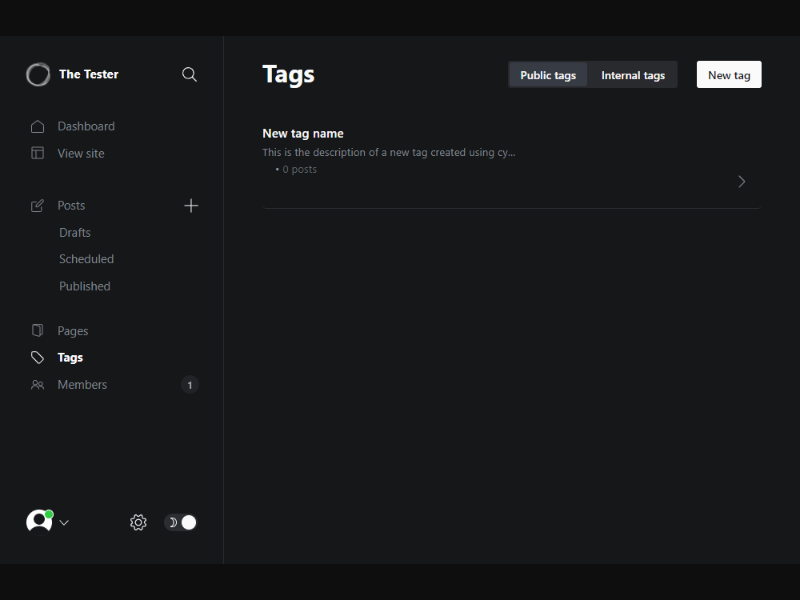 The Tester
Dashboard
View site
Posts
Drafts
Scheduled
Published
Pages
Tags
Members
1
Tags
Public tags
Internal tags
New tag
New tag name
This is the description of a new tag created using cy...
• 0 posts